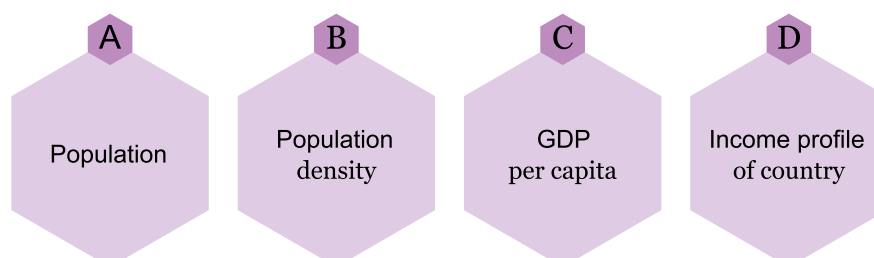 A
Population
B
Population
density
C
GDP
per capita
D
Income profile
of country